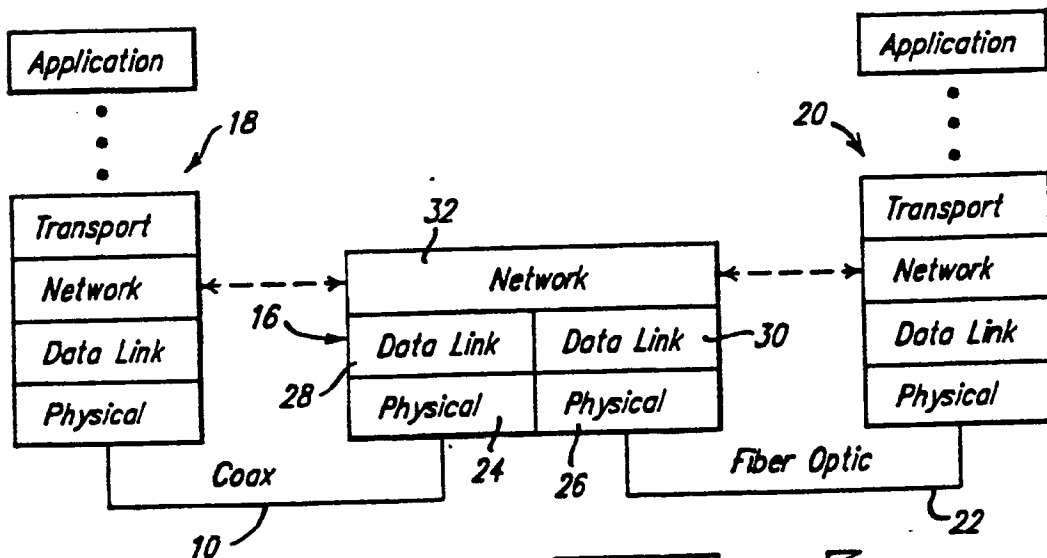 Application
Application
18
20
Transport
Network
Data Link
Physical
32
Network
16
Data Link
Data Link
30
28
Physical
Physical
24
26
Transport
Network
Data Link
Physical
Coax
10
Fiber Optic
22